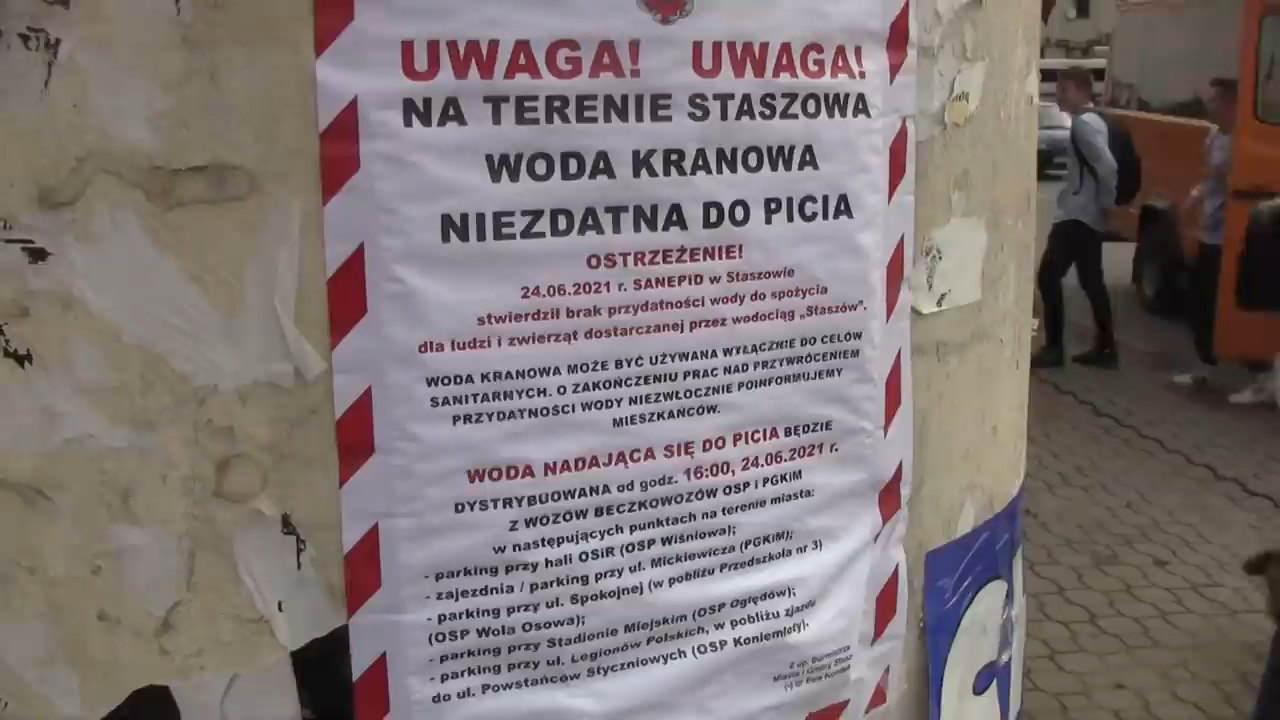 UWAGA! UWAGA!
NA TERENIE STASZOWA
WODA KRANOWA
NIEZDATNA DO PICIA
OSTRZEŻENIE!
24.06.2021 r. SANEPID w Staszowie
stwierdził brak przydatności wody do spożycia
dla ludzi i zwierząt dostarczanej przez wodociąg „Staszów".
WODA KRANOWA MOŻE BYĆ UŻYWANA WYŁĄCZNIE DO CELÓW
SANITARNYCH. O ZAKOŃCZENIU PRAC NAD PRZYWRÓCENIEM
PRZYDATNOŚCI WODY NIEZWŁOCZNIE POINFORMUJEMY
MIESZKAŃCÓW.
WODA NADAJĄCA SIĘ DO PICIA BĘDZIE
DYSTRYBUOWANA od godz. 16:00, 24.06.2021 r.
Z WOZÓW BECZKOWOZÓW OSP i PGKiM
w następujących punktach na terenie miasta:
- parking przy hali OSiR (OSP Wiśniowa);
- zajezdnia / parking przy ul. Mickiewicza (PGKiM);
- parking przy ul. Spokojnej (w pobliżu Przedszkola nr 3)
(OSP Wola Osowa);
- parking przy Stadionie Miejskim (OSP Oględów);
- parking przy ul. Legionów Polskich, w pobliżu zjazdu
do ul. Powstańców Styczniowych (OSP Koniemłoty).
Z up. Burmistrza
Miasta i Gminy
(-) dr Ewa